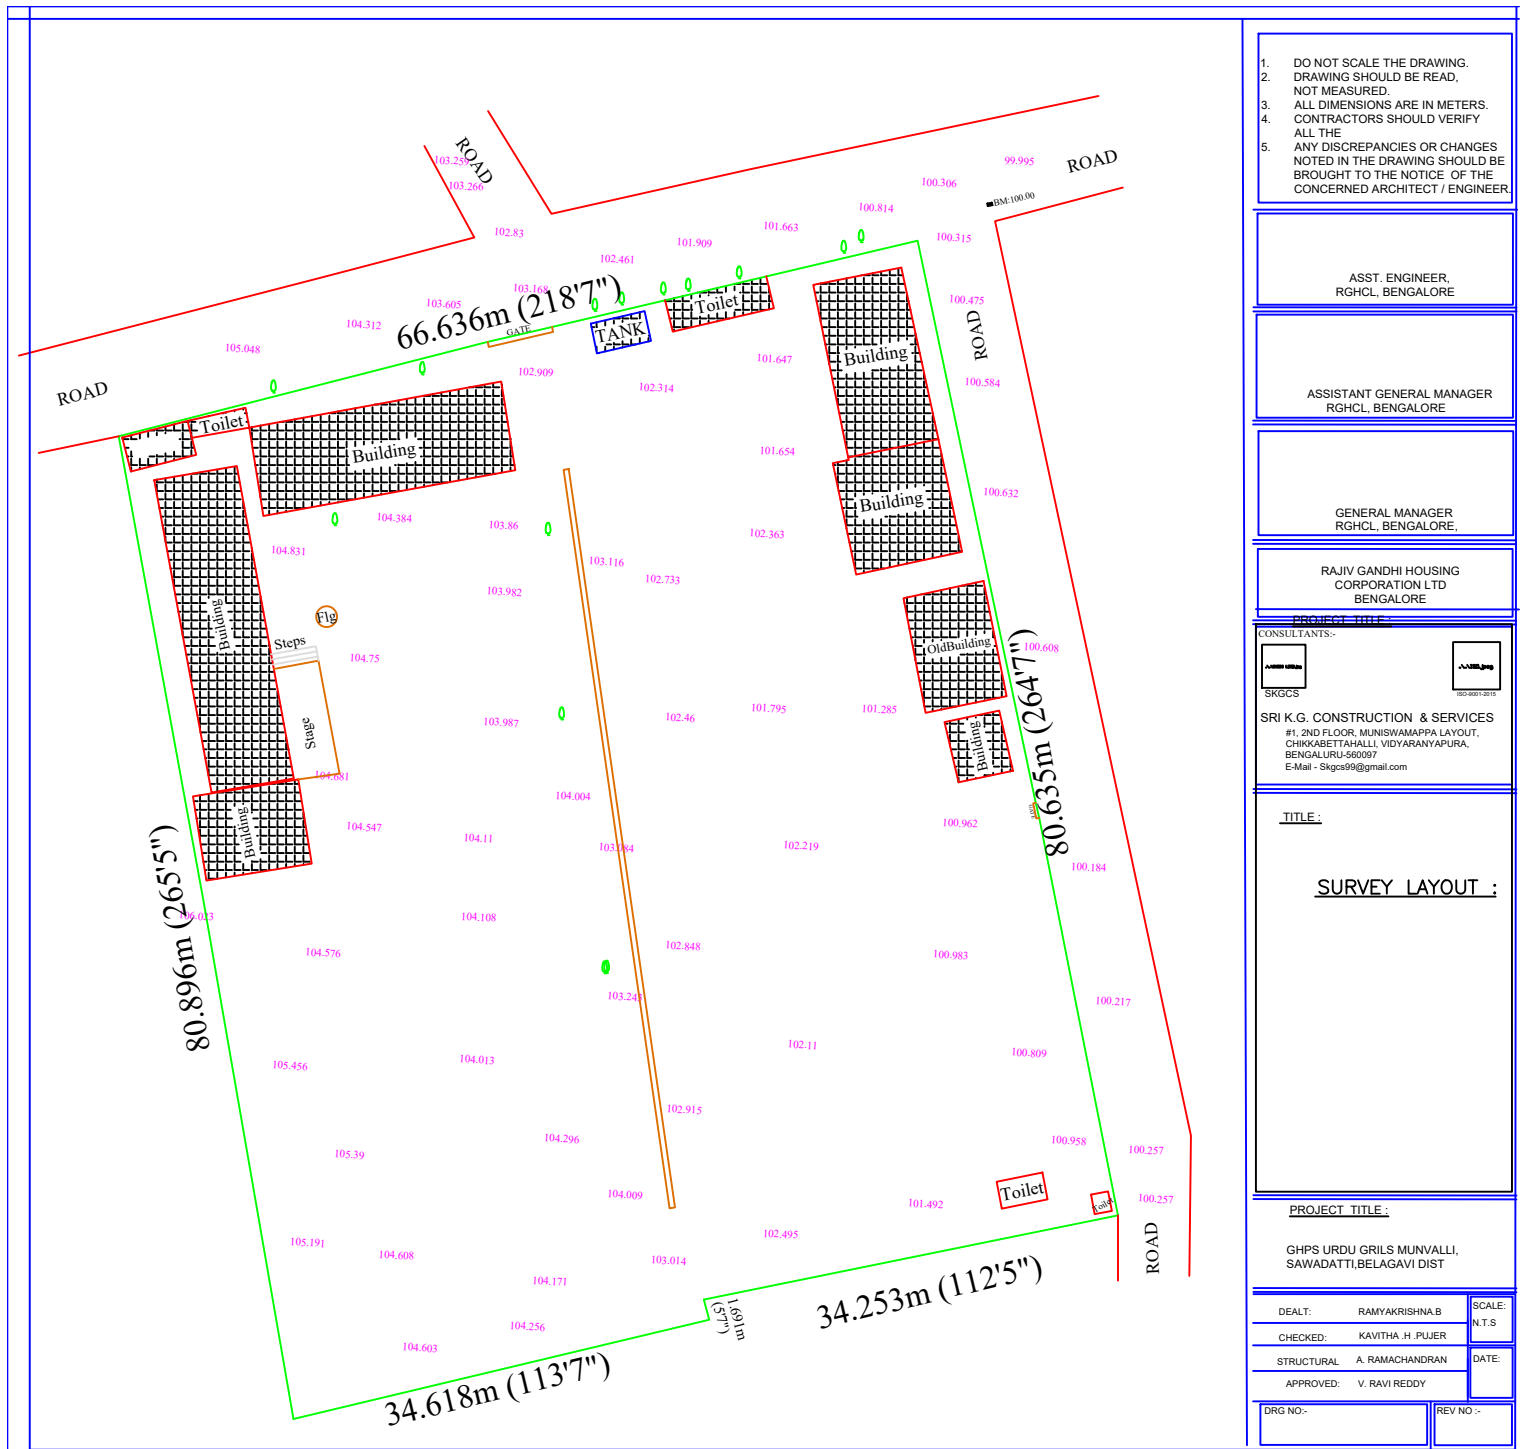 1. DO NOT SCALE THE DRAWING.
2. DRAWING SHOULD BE READ,
NOT MEASURED.
3. ALL DIMENSIONS ARE IN METERS.
4. CONTRACTORS SHOULD VERIFY
ALL THE
5. ANY DISCREPANCIES OR CHANGES
NOTED IN THE DRAWING SHOULD BE
BROUGHT TO THE NOTICE OF THE
CONCERNED ARCHITECT / ENGINEER.
ASST. ENGINEER,
RGHCL, BENGALORE
ASSISTANT GENERAL MANAGER
RGHCL, BENGALORE
GENERAL MANAGER
RGHCL, BENGALORE,
RAJIV GANDHI HOUSING
CORPORATION LTD
BENGALORE
PROJECT TITLE :
CONSULTANTS:-
SKGCS
ISO-9001-2015
SRI K.G. CONSTRUCTION & SERVICES
#1, 2ND FLOOR, MUNISWAMAPPA LAYOUT,
CHIKKABETTAHALLI, VIDYARANYAPURA,
BENGALURU-560097
E-Mail - Skgcs99@gmail.com
TITLE :
SURVEY LAYOUT :
PROJECT TITLE :
GHPS URDU GRILS MUNVALLI,
SAWADATTI,BELAGAVI DIST
DEALT: RAMYAKRISHNA.B
SCALE:
N.T.S
CHECKED: KAVITHA .H .PUJER
STRUCTURAL A. RAMACHANDRAN
DATE:
APPROVED: V. RAVI REDDY
DRG NO:-
REV NO :-
ROAD
103.259
103.266
99.995
ROAD
100.306
BM:100.00
100.814
101.663
102.83
101.909
100.315
102.461
103.168
103.605
66.636m (218'7")
GATE
104.312
105.048
TANK
Toilet
100.475
ROAD
ROAD
102.909
102.314
101.647
Building
100.584
Toilet
Building
101.654
100.632
Building
104.384
103.86
102.363
104.831
103.116
102.733
103.982
Building
Flg
Steps
104.75
OldBuilding
100.608
80.635m (264'7")
103.987
102.46
101.795
101.285
Stage
Building
104.681
104.004
GATE
Building
104.547
104.11
103.084
102.219
100.962
100.184
80.896m (265'5")
106.023
104.108
104.576
102.848
100.983
103.245
100.217
105.456
104.013
102.11
100.809
102.915
104.296
100.958
100.257
105.39
104.009
101.492
Toilet
Toilet
100.257
105.191
104.608
102.495
103.014
ROAD
104.171
34.253m (112'5")
1.691m
(5'7")
104.256
104.603
34.618m (113'7")